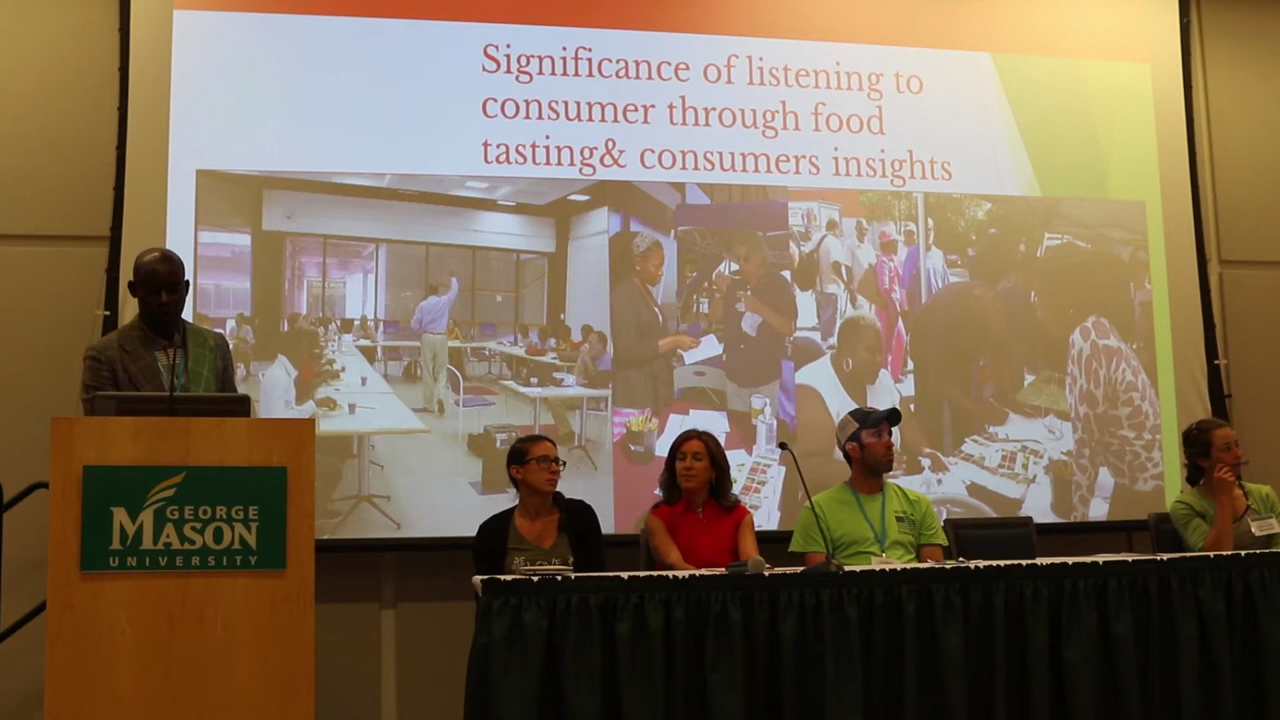 Significance of listening to
consumer through food
tasting& consumers insights
GEORGE
MASON
UNIVERSITY